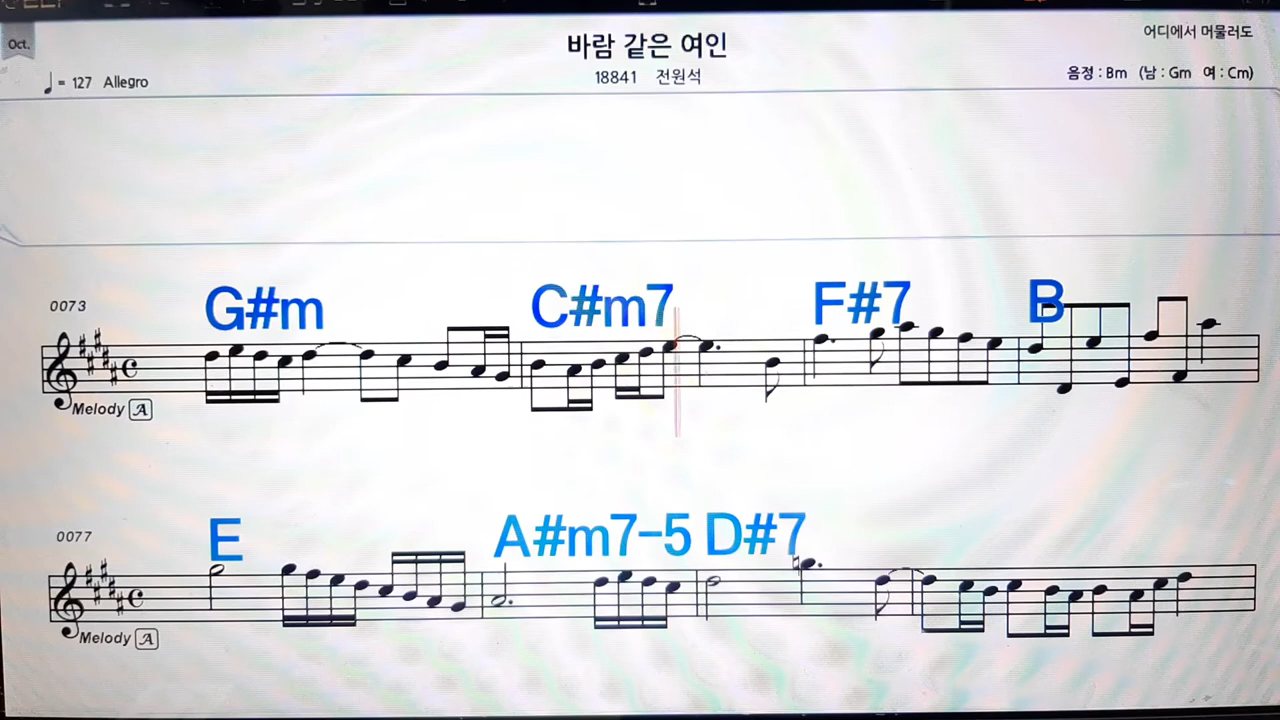 Oct.
바람 같은 여인
어디에서 머물러도
♩= 127 Allegro
18841 전원석
음정 : Bm (남 : Gm 여 : Cm)
G#m C#m7 F#7 B
0073
Melody A
E A#m7-5 D#7
0077
Melody A